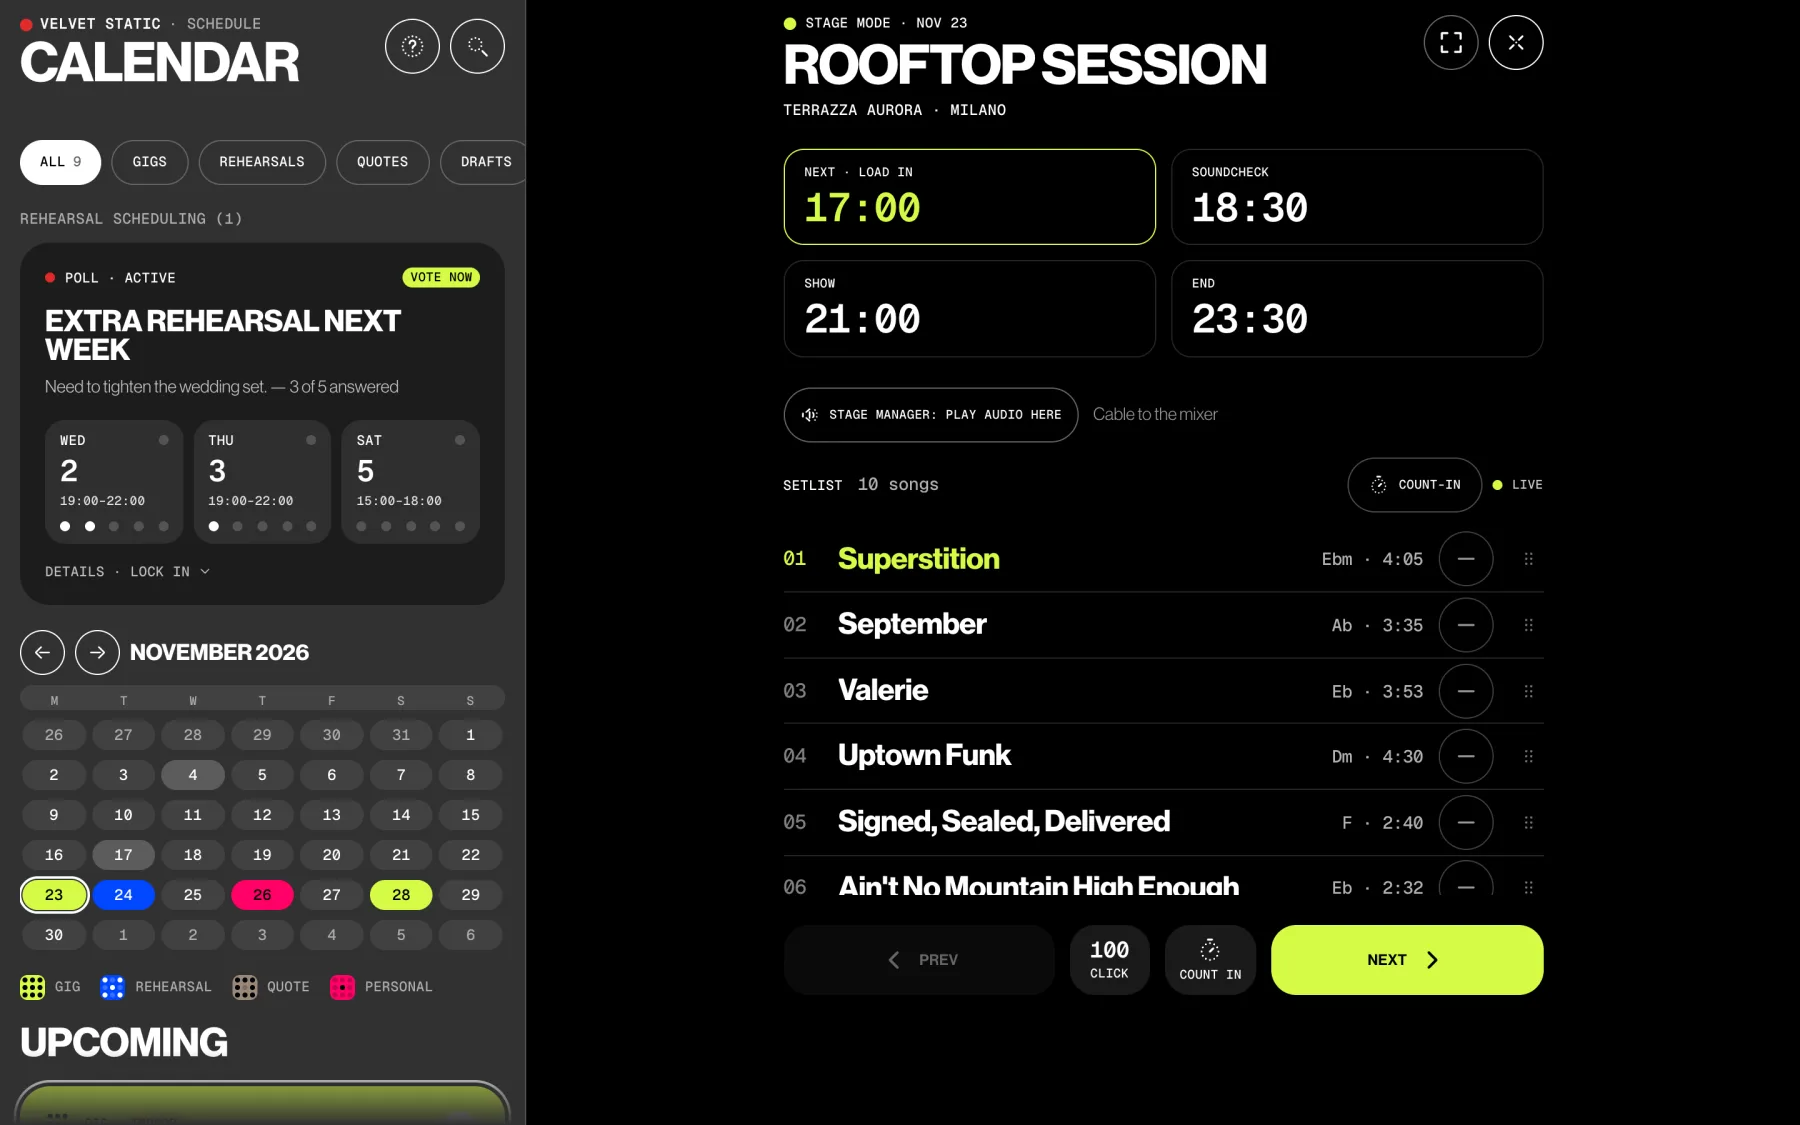 VELVET STATIC · SCHEDULE
CALENDAR
ALL 9
GIGS
REHEARSALS
QUOTES
DRAFTS
REHEARSAL SCHEDULING (1)
POLL · ACTIVE
VOTE NOW
EXTRA REHEARSAL NEXT
WEEK
Need to tighten the wedding set. — 3 of 5 answered
WED
2
19:00–22:00
THU
3
19:00–22:00
SAT
5
15:00–18:00
DETAILS · LOCK IN
NOVEMBER 2026
M T W T F S S
26 27 28 29 30 31 1
2 3 4 5 6 7 8
9 10 11 12 13 14 15
16 17 18 19 20 21 22
23 24 25 26 27 28 29
30 1 2 3 4 5 6
GIG
REHEARSAL
QUOTE
PERSONAL
UPCOMING
STAGE MODE · NOV 23
ROOFTOP SESSION
TERRAZZA AURORA · MILANO
NEXT · LOAD IN
17:00
SOUNDCHECK
18:30
SHOW
21:00
END
23:30
STAGE MANAGER: PLAY AUDIO HERE
Cable to the mixer
SETLIST 10 songs
COUNT-IN
LIVE
01 Superstition Ebm · 4:05
02 September Ab · 3:35
03 Valerie Eb · 3:53
04 Uptown Funk Dm · 4:30
05 Signed, Sealed, Delivered F · 2:40
06 Ain't No Mountain High Enough Eb · 2:32
PREV
100
CLICK
COUNT IN
NEXT